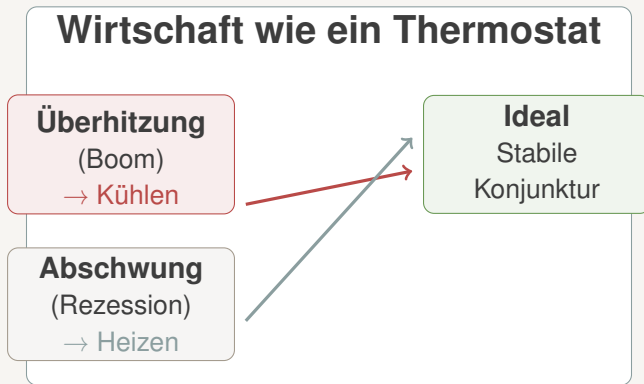 Wirtschaft wie ein Thermostat
Überhitzung
(Boom)
→ Kühlen
Abschwung
(Rezession)
→ Heizen
Ideal
Stabile
Konjunktur